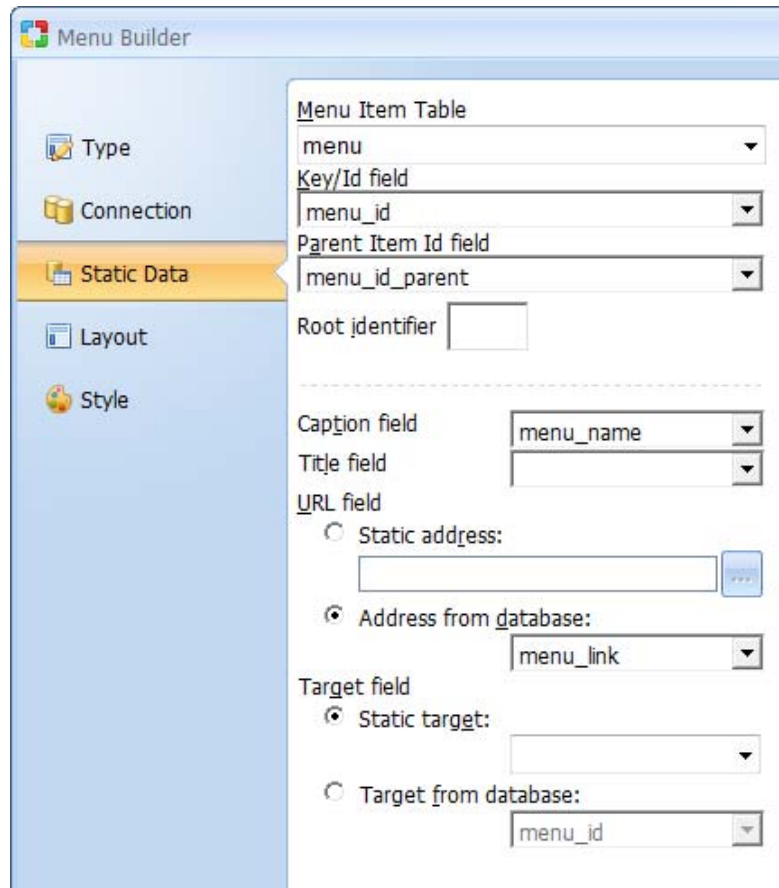 Menu Builder
Type
Connection
Static Data
Layout
Style
Menu Item Table
menu
Key/Id field
menu_id
Parent Item Id field
menu_id_parent
Root identifier
Caption field menu_name
Title field
URL field
Static address:
...
Address from database:
menu_link
Target field
Static target:
Target from database:
menu_id